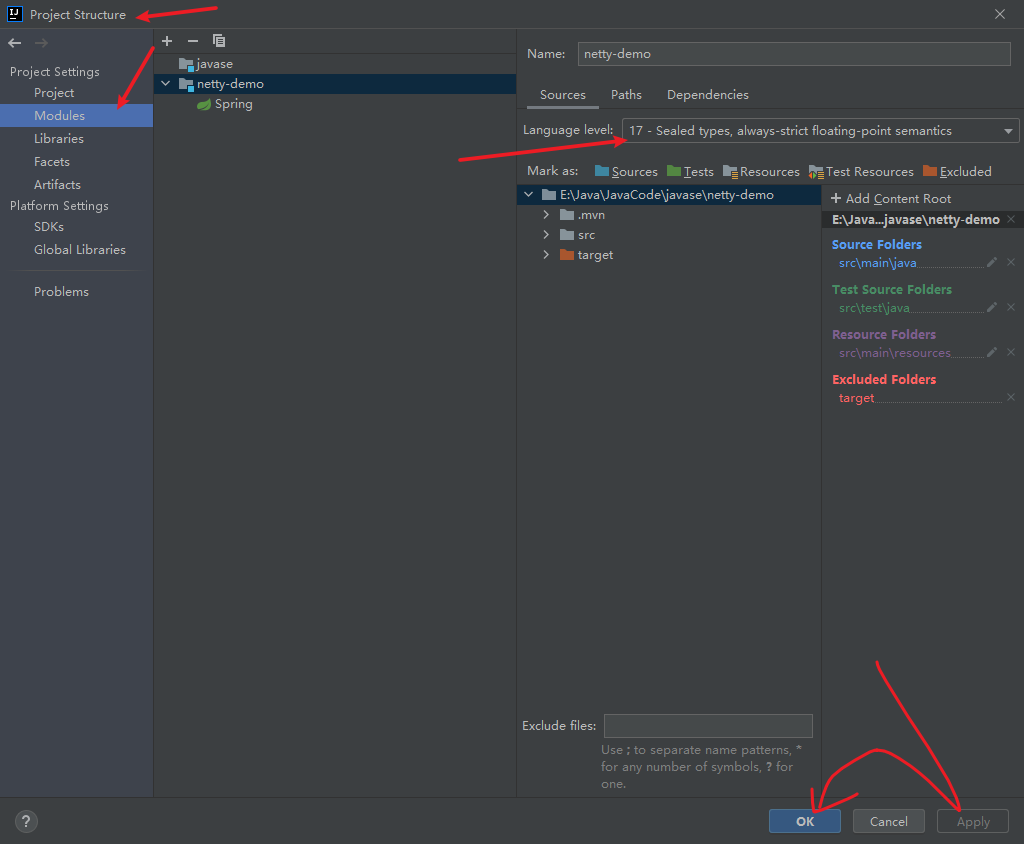 Project Structure
Project Settings
Project
Modules
Libraries
Facets
Artifacts
Platform Settings
SDKs
Global Libraries
Problems
javase
netty-demo
Spring
Name: netty-demo
Sources Paths Dependencies
Language level: 17 - Sealed types, always-strict floating-point semantics
Mark as: Sources Tests Resources Test Resources Excluded
E:\Java\JavaCode\javase\netty-demo
.mvn
src
target
+ Add Content Root
E:\Java...javase\netty-demo
Source Folders
src\main\java
Test Source Folders
src\test\java
Resource Folders
src\main\resources
Excluded Folders
target
Exclude files:
Use ; to separate name patterns, *
for any number of symbols, ? for
one.
?
OK Cancel Apply